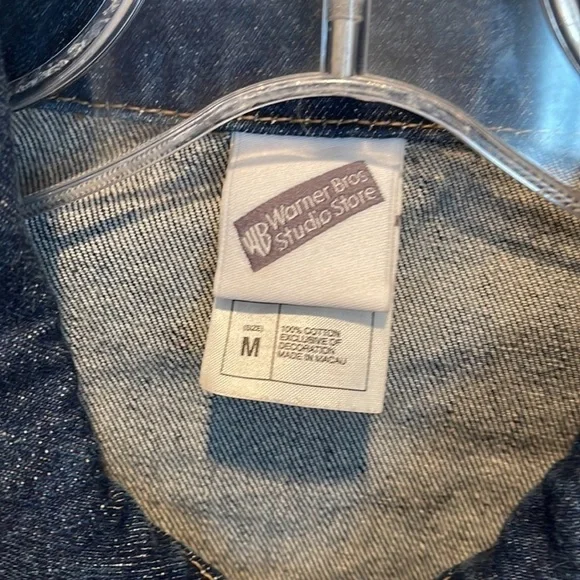 WB Warner Bros
Studio Store
(SIZE)
M
100% COTTON
EXCLUSIVE OF
DECORATION
MADE IN MACAU